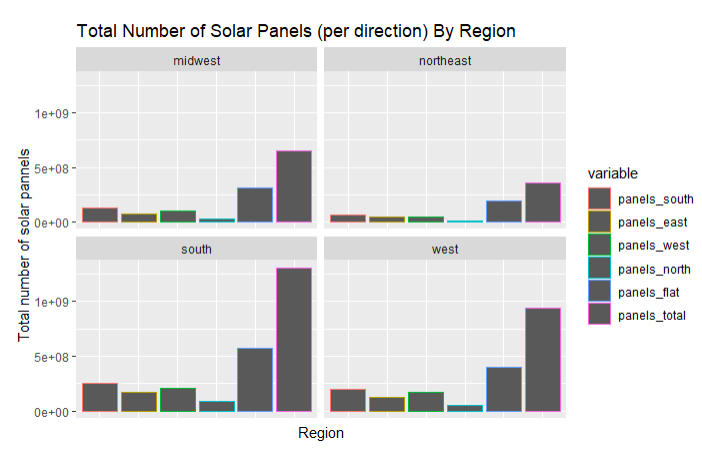 Total Number of Solar Panels (per direction) By Region
midwest
northeast
1e+09
5e+08
0e+00
south
west
1e+09
5e+08
0e+00
Total number of solar pannels
Region
variable
panels_south
panels_east
panels_west
panels_north
panels_flat
panels_total